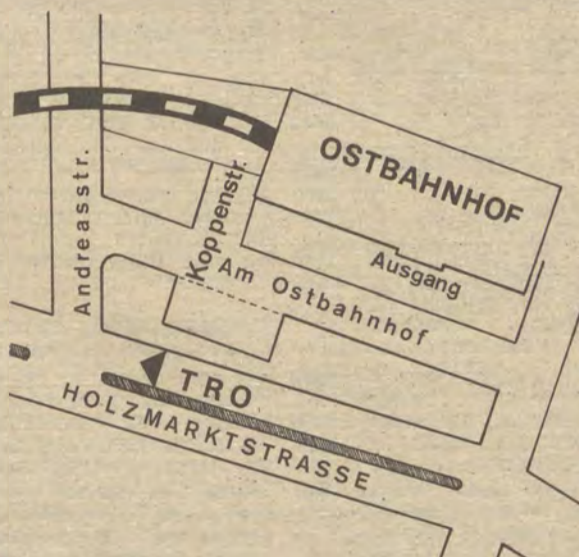 OSTBAHNHOF
Ausgang
Andreasstr.
Koppenstr.
Am Ostbahnhof
TRO
HOLZMARKTSTRASSE